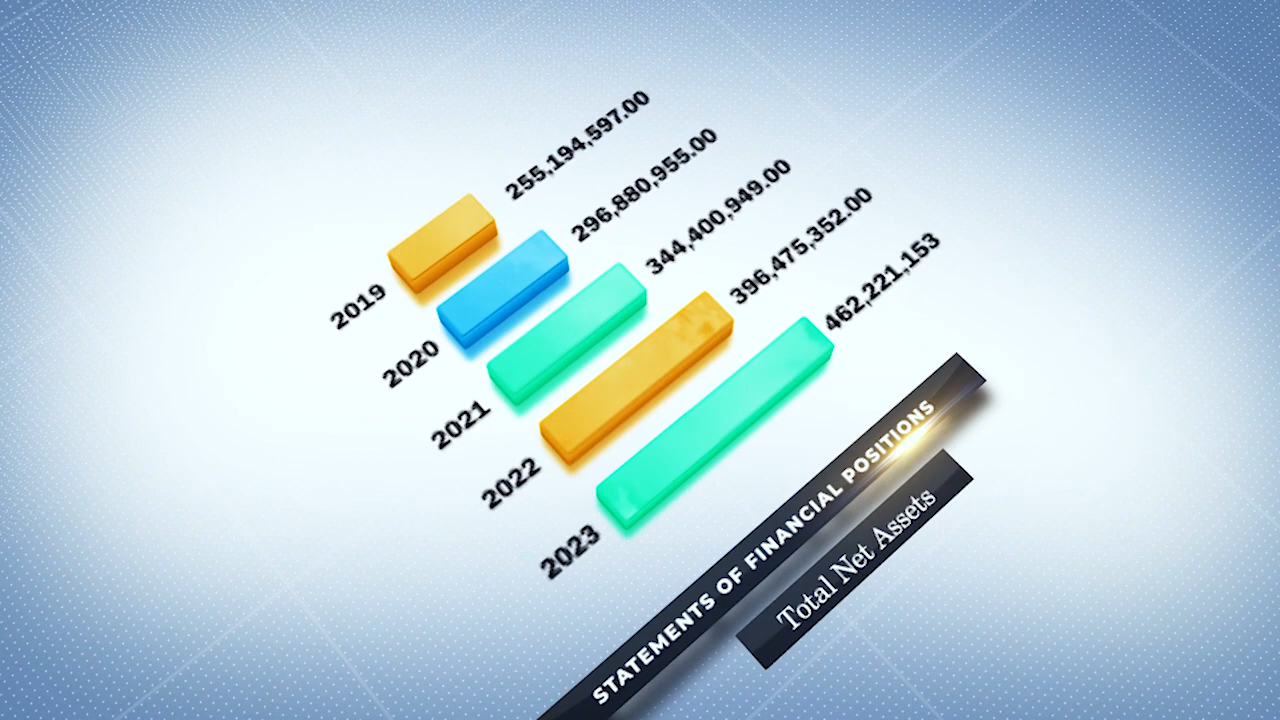 2019 255,194,597.00
2020 296,880,955.00
2021 344,400,949.00
2022 396,475,352.00
2023 462,221,153
STATEMENTS OF FINANCIAL POSITIONS
Total Net Assets